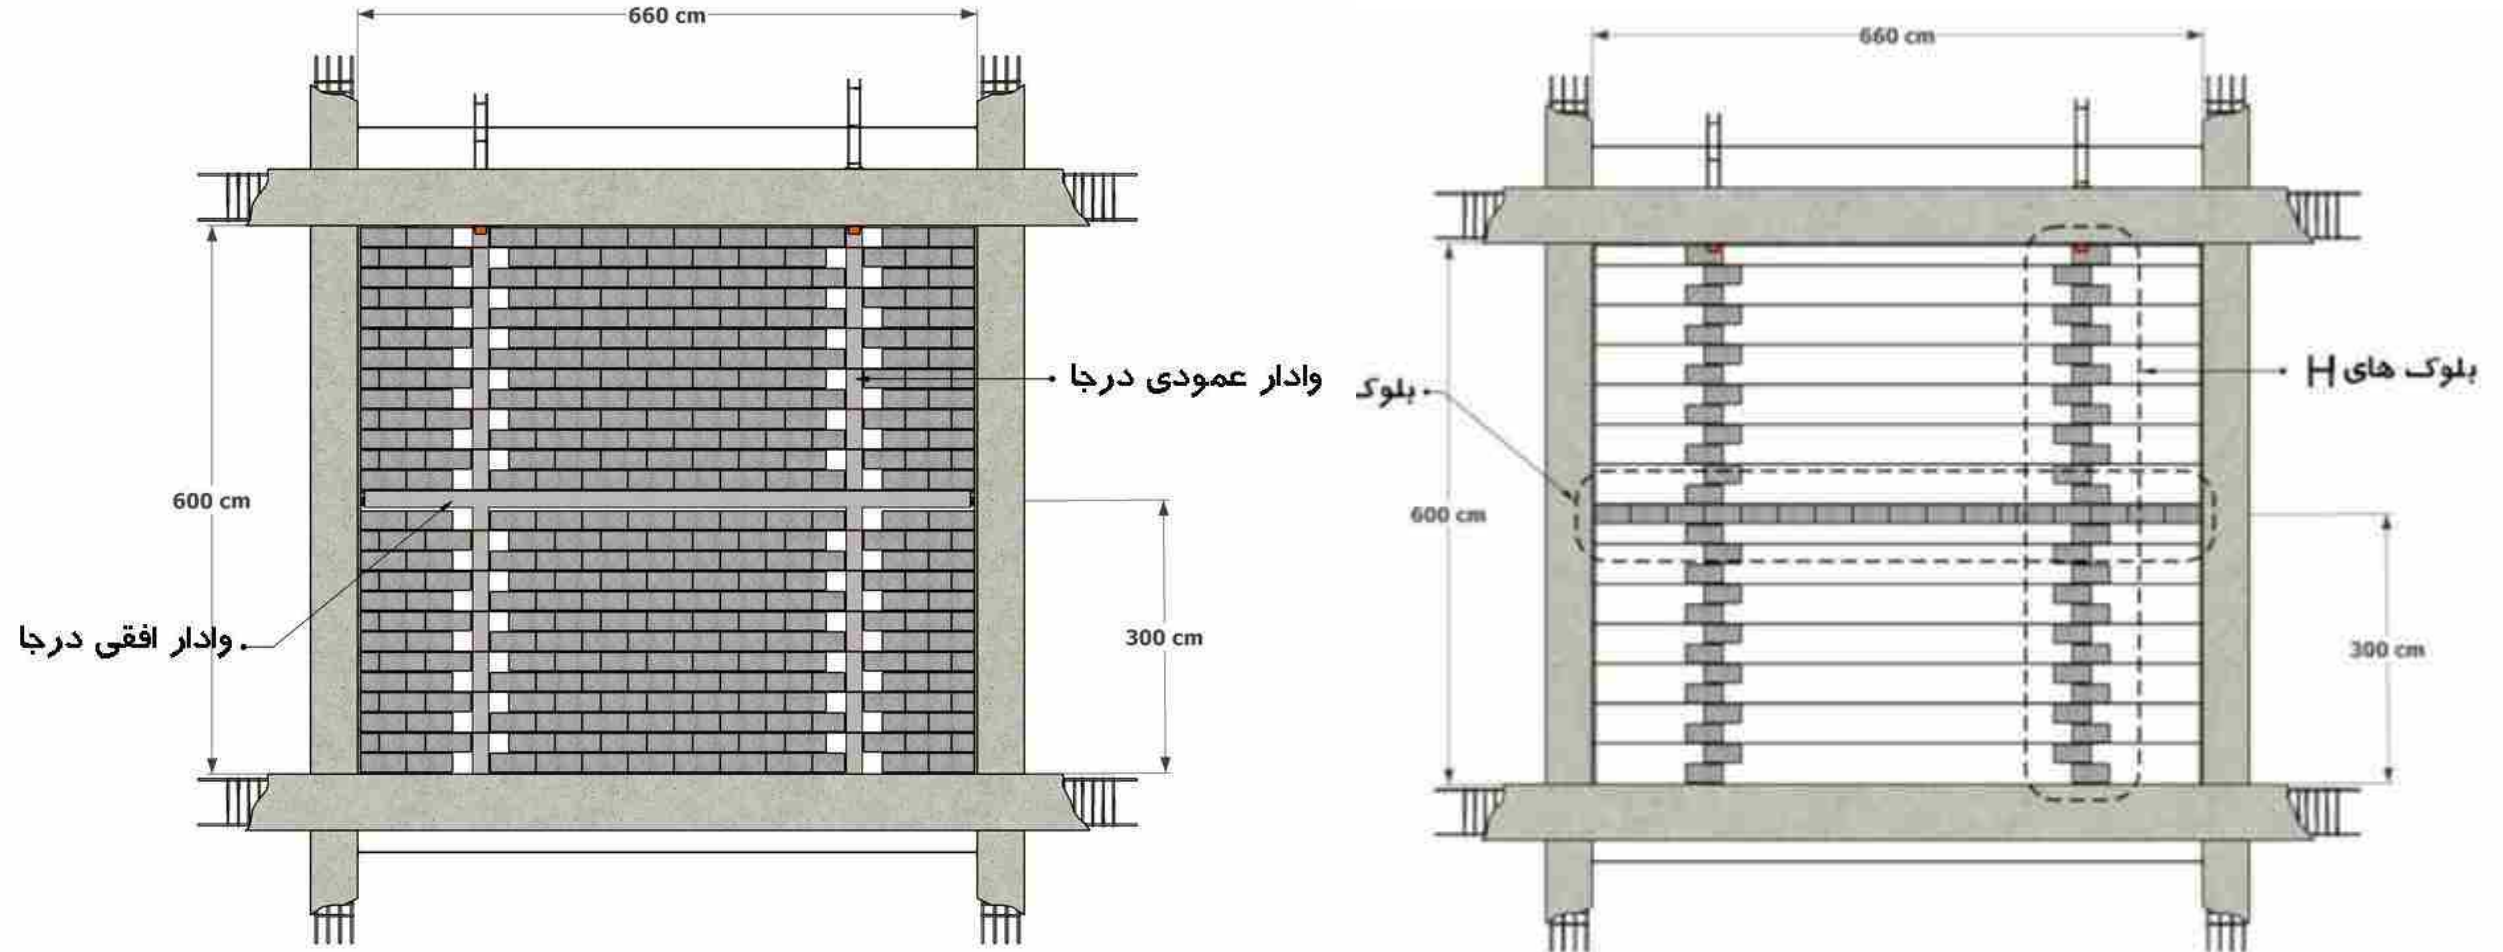 660 cm
وادار عمودی درجا
600 cm
وادار افقی درجا
300 cm
660 cm
بلوک های H
بلوک
600 cm
300 cm